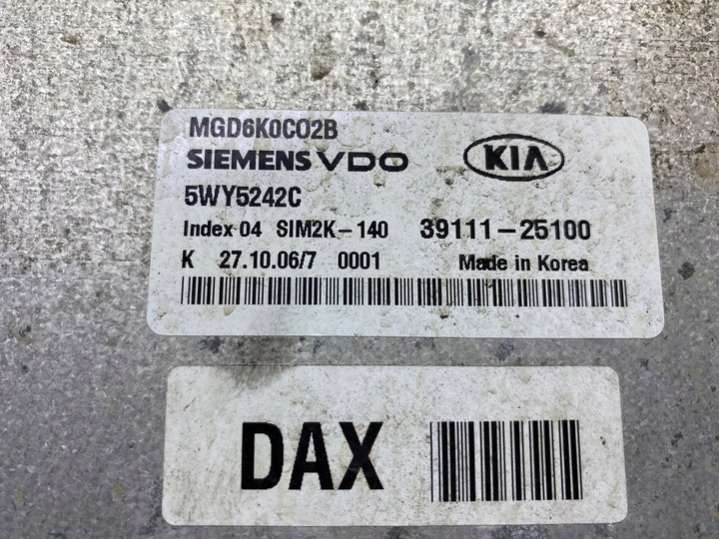 MGD6K0CO2B
SIEMENS VDO KIA
5WY5242C
Index 04 SIM2K-140 39111-25100
K 27.10.06/7 0001 Made in Korea
DAX